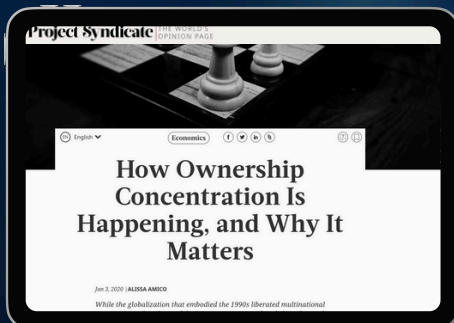 Project Syndicate THE WORLD'S
OPINION PAGE
EN English
Economics
How Ownership
Concentration Is
Happening, and Why It
Matters
Jan 3, 2020 | ALISSA AMICO
While the globalization that embodied the 1990s liberated multinational